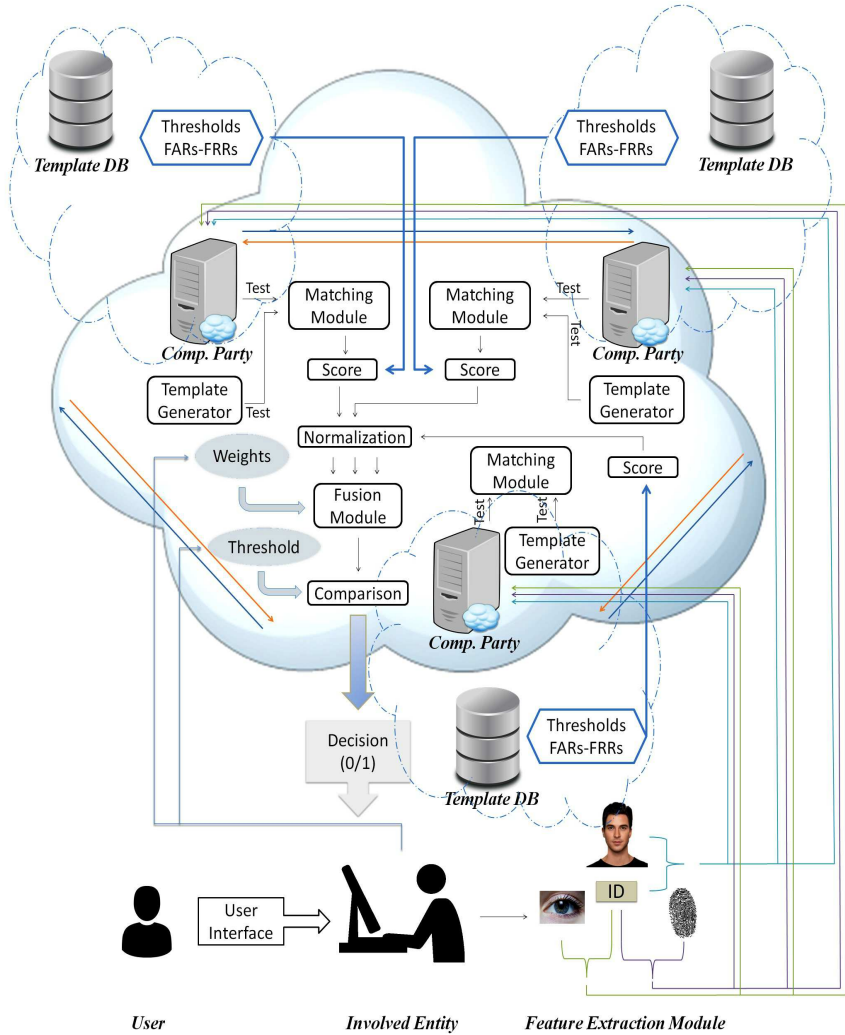 Thresholds
FARs-FRRs
Template DB
Thresholds
FARs-FRRs
Template DB
Test
Matching
Module
Matching
Module
Test
Test
Comp. Party
Comp. Party
Score
Score
Template
Generator
Test
Template
Generator
Normalization
Weights
Matching
Module
Score
Fusion
Module
Test
Test
Threshold
Template
Generator
Comparison
Comp. Party
Decision
(0/1)
Thresholds
FARs-FRRs
Template DB
ID
User
Interface
User
Involved Entity
Feature Extraction Module